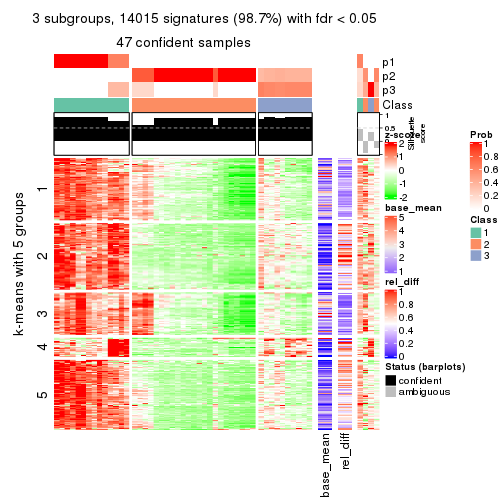 3 subgroups, 14015 signatures (98.7%) with fdr < 0.05
47 confident samples
p1
p2
p3
Class
1
0.5
0
Silhouette
score
k-means with 5 groups
1
2
3
4
5
base_mean
rel_diff
z-score
2
1
0
-1
-2
base_mean
5
4
3
2
1
rel_diff
1
0.8
0.6
0.4
0.2
0
Status (barplots)
confident
ambiguous
Prob
1
0.8
0.6
0.4
0.2
0
Class
1
2
3